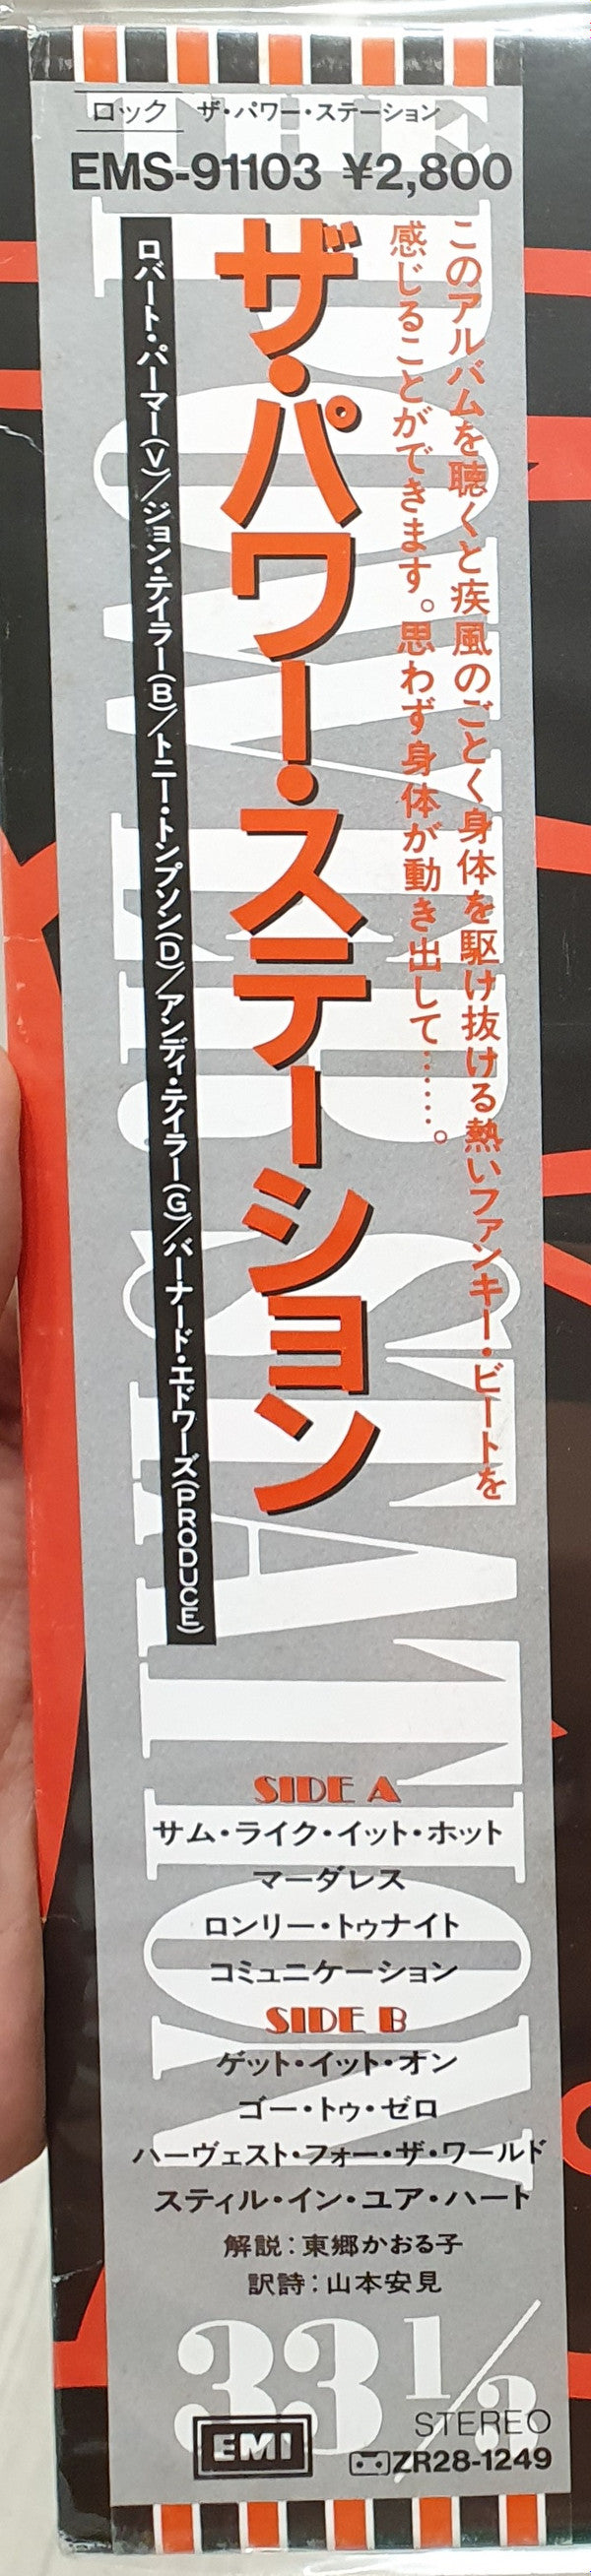 ロック
ザ・パワー・ステーション
EMS-91103 ¥2,800
このアルバムを聴くと疾風のごとく身体を駆け抜ける熱いファンキー・ビートを
感じることができます。思わず身体が動き出して……。
ザ・パワー・ステーション
ロバート・パーマー(V)/ジョン・テイラー(B)/トニー・トンプソン(D)/アンディ・テイラー(G)/バーナード・エドワーズ(PRODUCE)
THE POWER STATION
SIDE A
サム・ライク・イット・ホット
マーダレス
ロンリー・トゥナイト
コミュニケーション
SIDE B
ゲット・イット・オン
ゴー・トゥ・ゼロ
ハーヴェスト・フォー・ザ・ワールド
スティル・イン・ユア・ハート
解説：東郷かおる子
訳詩：山本安見
33 1/3
STEREO
EMI
ZR28-1249